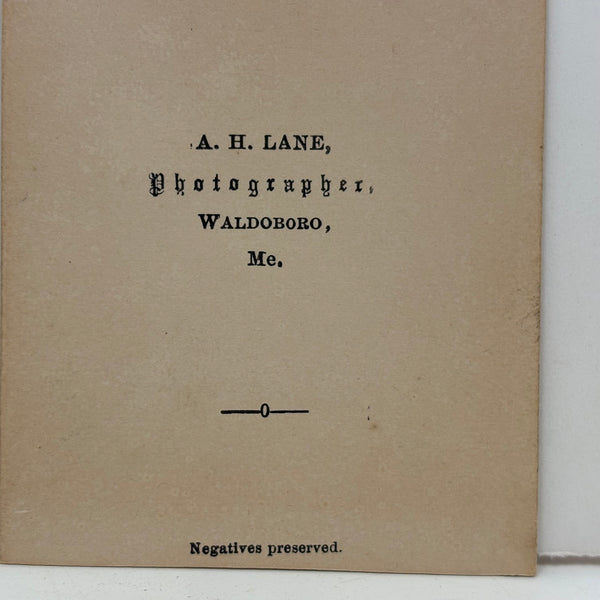 A. H. LANE,
Photographer,
WALDOBORO,
Me.
Negatives preserved.